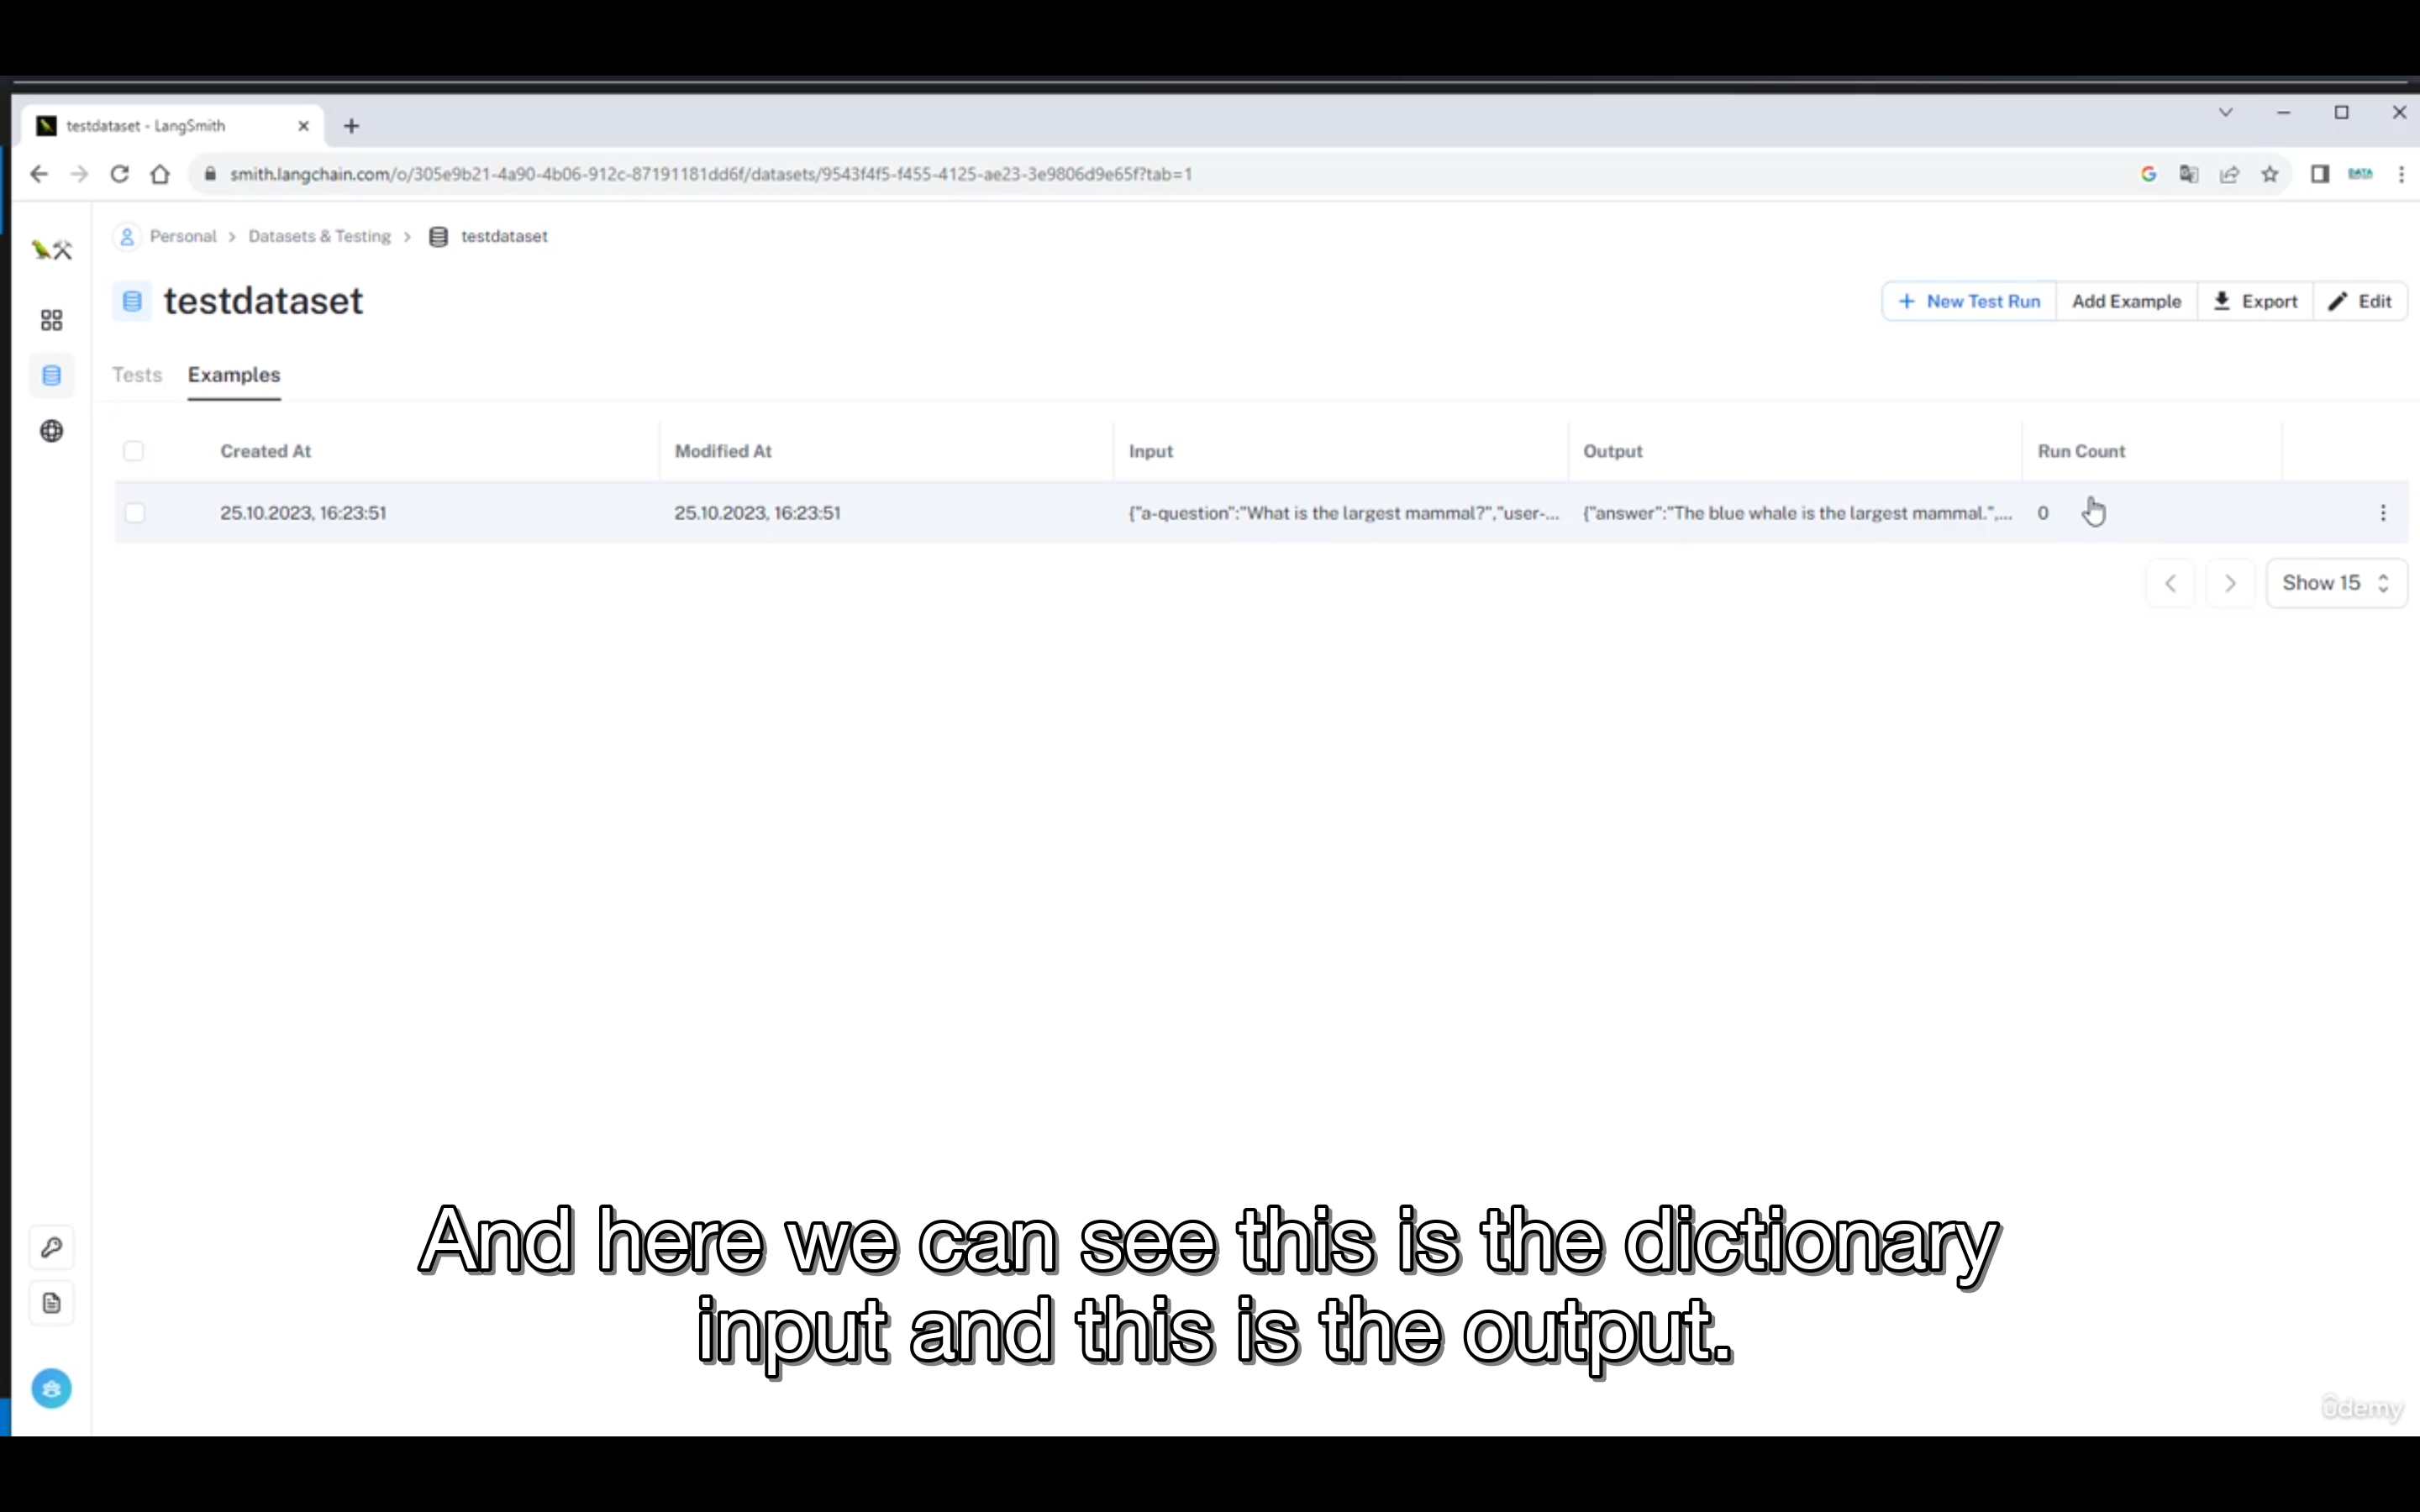 testdataset - LangSmith
smith.langchain.com/o/305e9b21-4a90-4b06-912c-87191181dd6f/datasets/9543f4f5-f455-4125-ae23-3e9806d9e65f?tab=1
DATA
Personal > Datasets & Testing > testdataset
testdataset
+ New Test Run Add Example Export Edit
Tests Examples
Created At Modified At Input Output Run Count
25.10.2023, 16:23:51 25.10.2023, 16:23:51 {"a-question":"What is the largest mammal?","user-... {"answer":"The blue whale is the largest mammal.",... 0
Show 15
And here we can see this is the dictionary
input and this is the output.
ûdemy